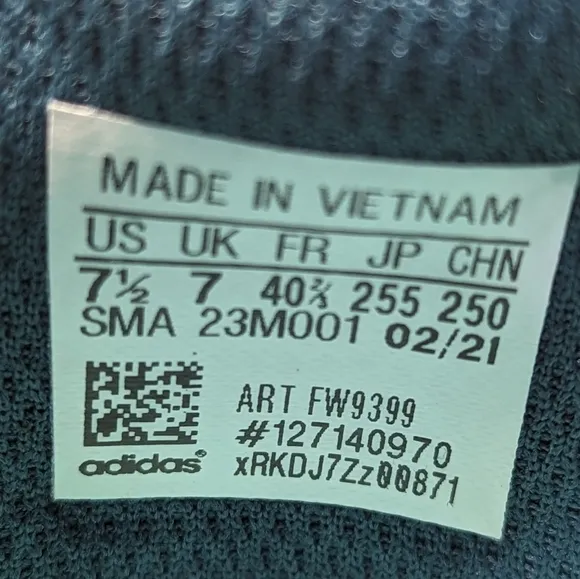 MADE IN VIETNAM
US UK FR JP CHN
7½ 7 40⅔ 255 250
SMA 23M001 02/21
ART FW9399
#127140970
xRKDJ7Zz00871
adidas®